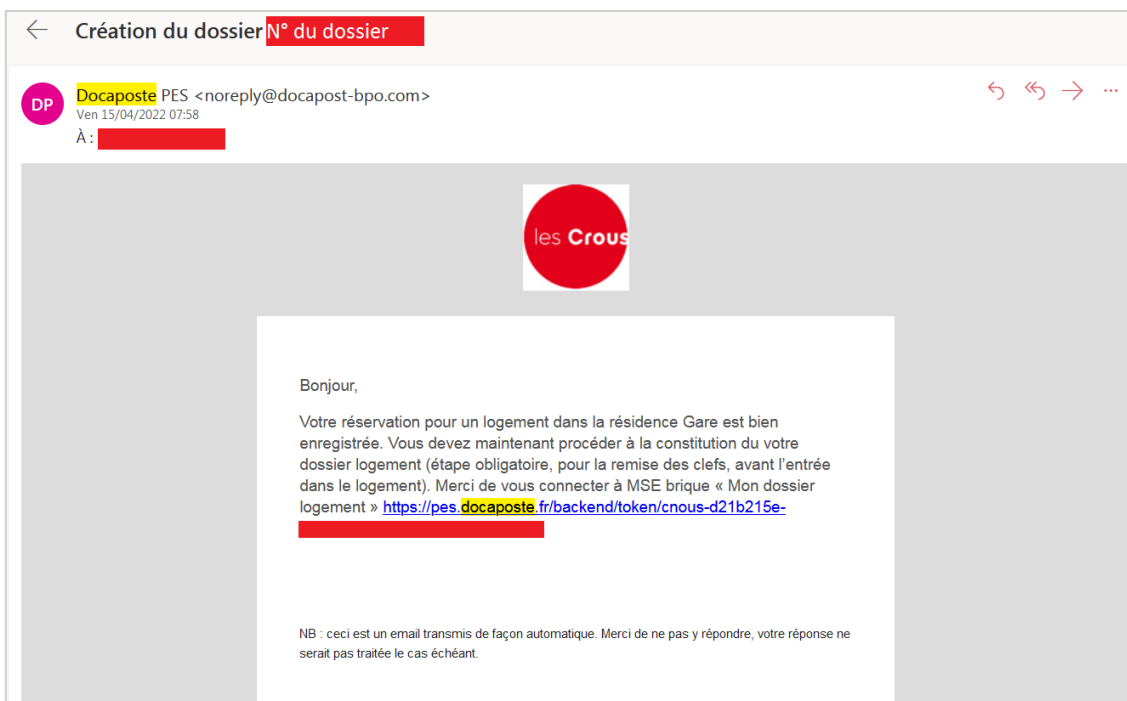 Création du dossier N° du dossier
DP
Docaposte PES <noreply@docapost-bpo.com>
Ven 15/04/2022 07:58
À :
les Crous
Bonjour,
Votre réservation pour un logement dans la résidence Gare est bien
enregistrée. Vous devez maintenant procéder à la constitution du votre
dossier logement (étape obligatoire, pour la remise des clefs, avant l’entrée
dans le logement). Merci de vous connecter à MSE brique « Mon dossier
logement » https://pes.docaposte.fr/backend/token/cnous-d21b215e-
NB : ceci est un email transmis de façon automatique. Merci de ne pas y répondre, votre réponse ne
serait pas traitée le cas échéant.